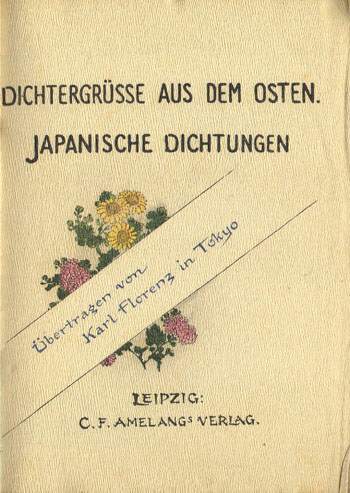 DICHTERGRÜSSE AUS DEM OSTEN.
JAPANISCHE DICHTUNGEN
Übertragen von
Karl Florenz in Tokyo
LEIPZIG:
C. F. AMELANGS VERLAG.